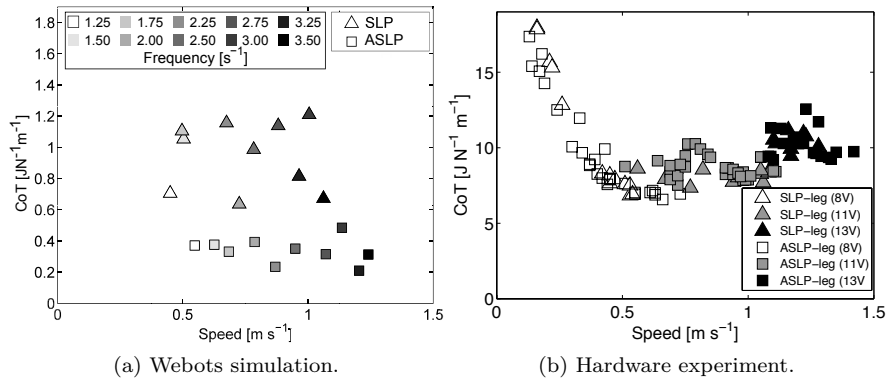 1.8
1.6
1.4
1.2
1
0.8
0.6
0.4
0.2
0
CoT [JN⁻¹m⁻¹]
1.25 1.75 2.25 2.75 3.25
1.50 2.00 2.50 3.00 3.50
Frequency [s⁻¹]
SLP
ASLP
0 0.5 1 1.5
Speed [m s⁻¹]
(a) Webots simulation.
15
10
5
0
CoT [J N⁻¹ m⁻¹]
SLP−leg (8V)
SLP−leg (11V)
SLP−leg (13V)
ASLP−leg (8V)
ASLP−leg (11V)
ASLP−leg (13V
0 0.5 1 1.5
Speed [m s⁻¹]
(b) Hardware experiment.